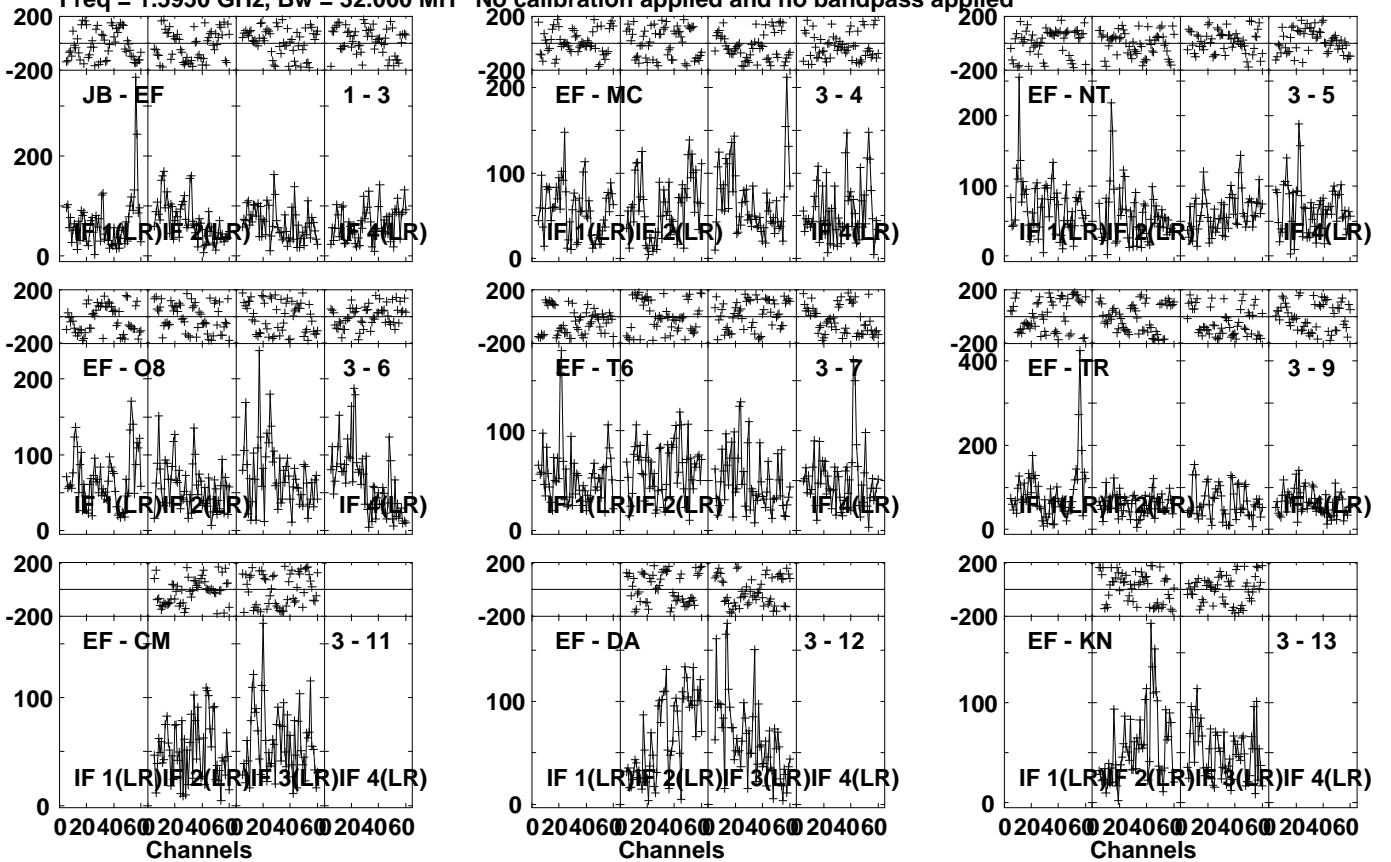 Freq = 1.5950 GHz, Bw = 32.000 MH No calibration applied and no bandpass applied
200 200 200
-200 -200 -200
JB - EF 1 - 3 EF - MC 3 - 4 EF - NT 3 - 5
200 200 200
100 100
0 0 0
IF 1(LR) IF 2(LR) IF 4(LR) IF 1(LR) IF 2(LR) IF 4(LR) IF 1(LR) IF 2(LR) IF 4(LR)
200 200 200
-200 -200 -200
EF - O8 3 - 6 EF - T6 3 - 7 EF - TR 3 - 9
200 400
100 100 200
0 0 0
IF 1(LR) IF 2(LR) IF 4(LR) IF 1(LR) IF 2(LR) IF 4(LR) IF 1(LR) IF 2(LR) IF 4(LR)
200 200 200
-200 -200 -200
EF - CM 3 - 11 EF - DA 3 - 12 EF - KN 3 - 13
100 100 100
IF 1(LR) IF 2(LR) IF 3(LR) IF 4(LR) IF 1(LR) IF 2(LR) IF 3(LR) IF 4(LR) IF 1(LR) IF 2(LR) IF 3(LR) IF 4(LR)
0 0 0
0 20 40 60 0 20 40 60 0 20 40 60 0 20 40 60 0 20 40 60 0 20 40 60 0 20 40 60 0 20 40 60 0 20 40 60 0 20 40 60 0 20 40 60 0 20 40 60
Channels Channels Channels